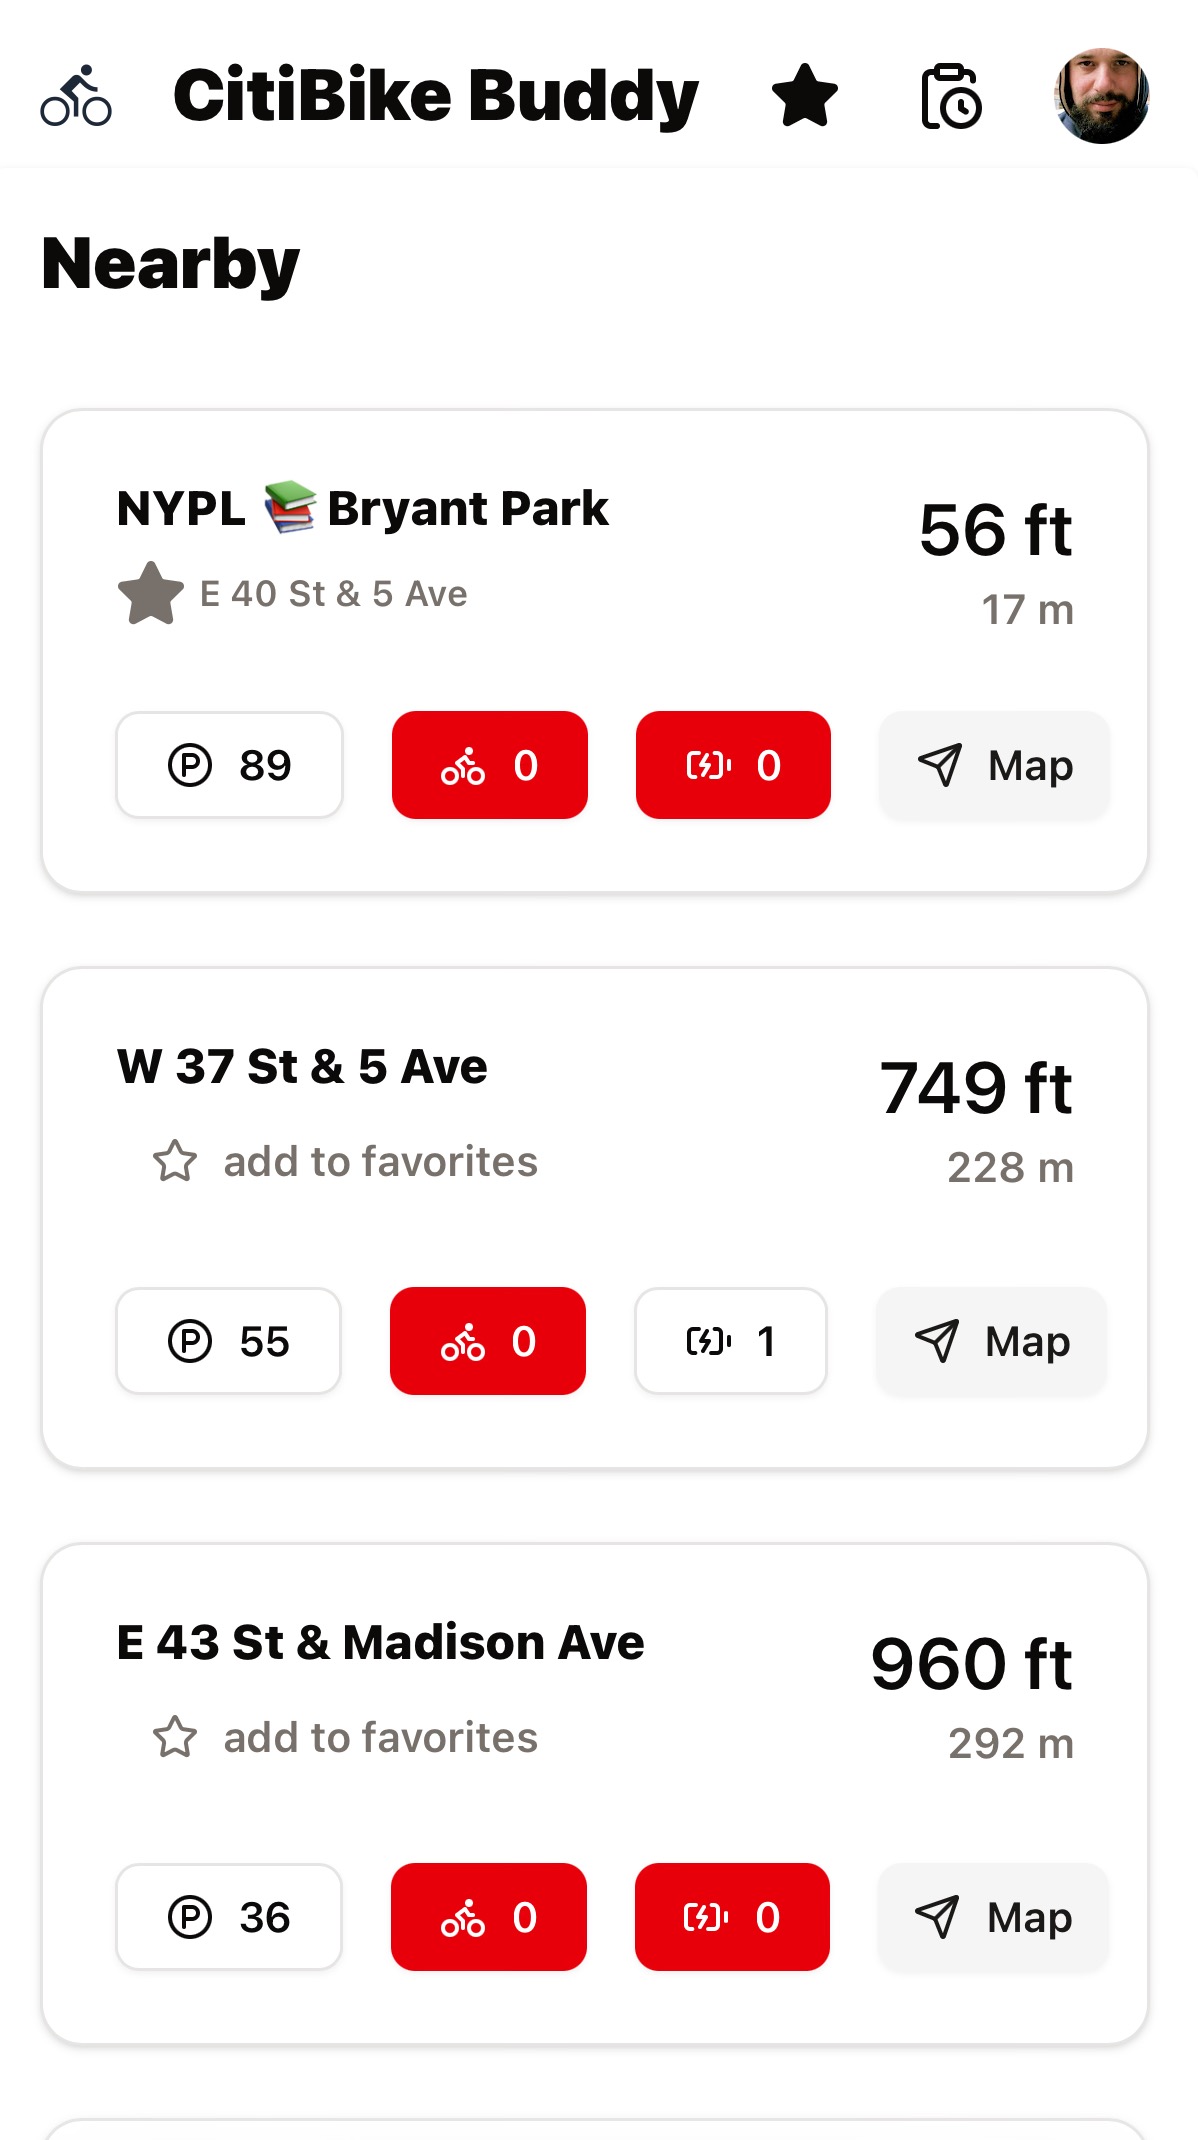 CitiBike Buddy
Nearby
NYPL 📚 Bryant Park
56 ft
E 40 St & 5 Ave
17 m
P 89
0
0
Map
W 37 St & 5 Ave
749 ft
add to favorites
228 m
P 55
0
1
Map
E 43 St & Madison Ave
960 ft
add to favorites
292 m
P 36
0
0
Map